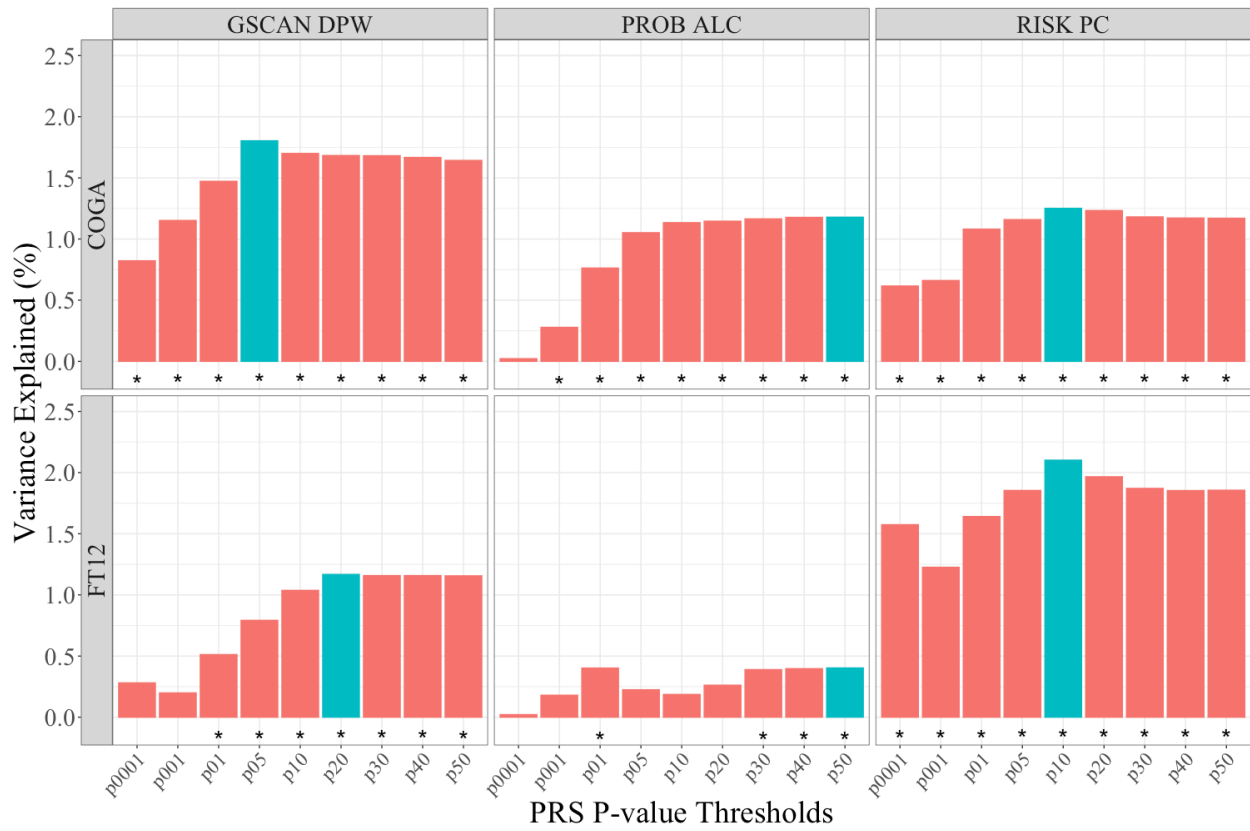 GSCAN DPW PROB ALC RISK PC
Variance Explained (%)
COGA
2.5
2.0
1.5
1.0
0.5
0.0
* * * * * * * * *
* * * * * * * *
* * * * * * * * *
FT12
2.5
2.0
1.5
1.0
0.5
0.0
* * * * * * *
* * * *
* * * * * * * * *
p0001 p001 p01 p05 p10 p20 p30 p40 p50
p0001 p001 p01 p05 p10 p20 p30 p40 p50
p0001 p001 p01 p05 p10 p20 p30 p40 p50
PRS P-value Thresholds